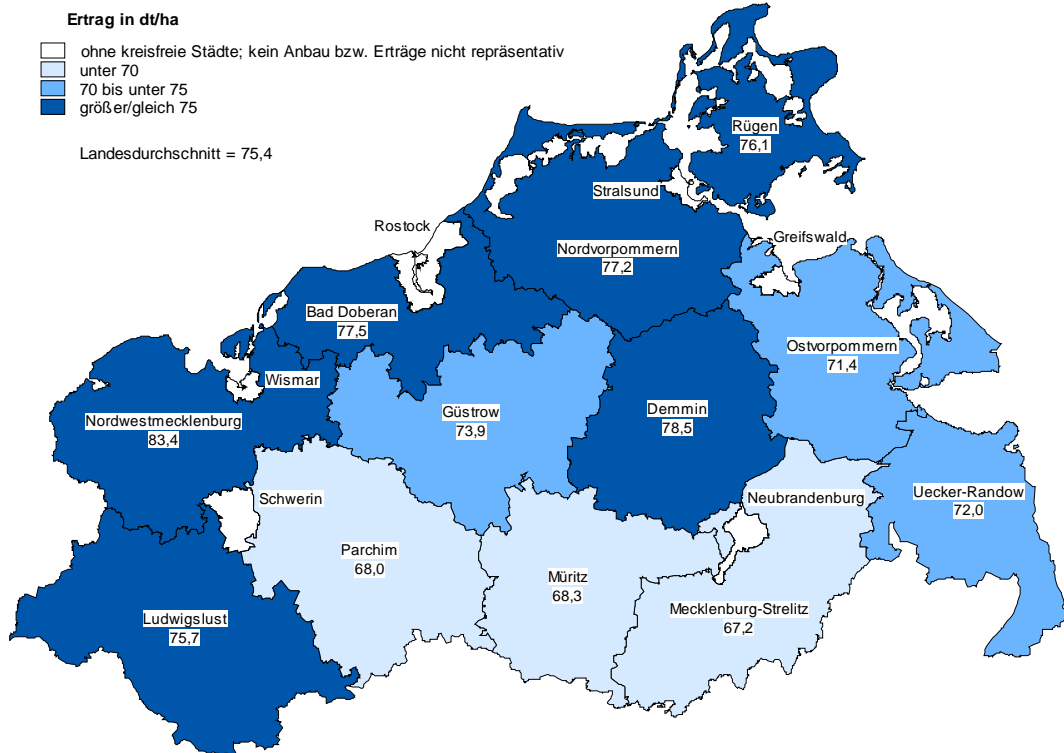 Ertrag in dt/ha
ohne kreisfreie Städte; kein Anbau bzw. Erträge nicht repräsentativ
unter 70
70 bis unter 75
größer/gleich 75
Landesdurchschnitt = 75,4
Rügen
76,1
Stralsund
Rostock
Greifswald
Nordvorpommern
77,2
Bad Doberan
77,5
Ostvorpommern
71,4
Wismar
Güstrow
73,9
Demmin
78,5
Nordwestmecklenburg
83,4
Schwerin
Neubrandenburg
Uecker-Randow
72,0
Parchim
68,0
Müritz
68,3
Mecklenburg-Strelitz
67,2
Ludwigslust
75,7